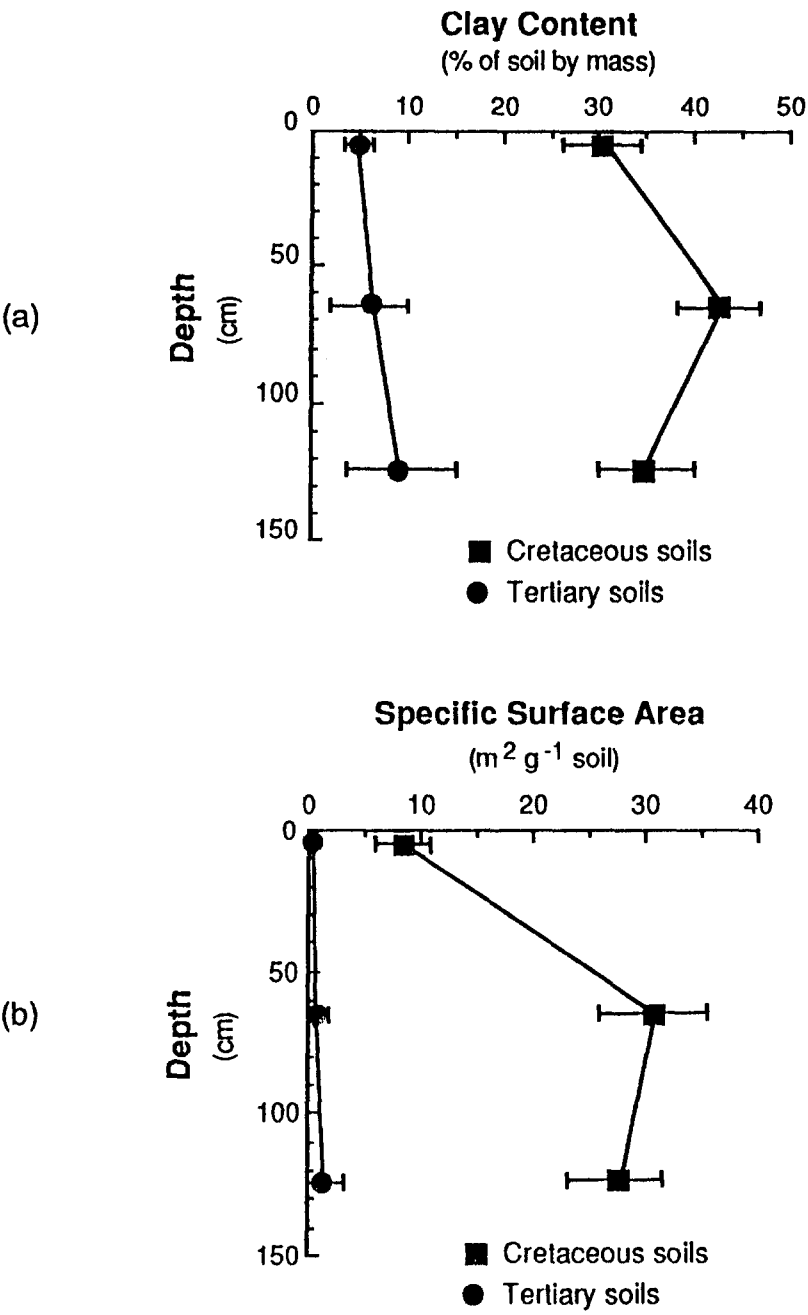 Clay Content
(% of soil by mass)
0 10 20 30 40 50
0
50
100
150
Depth
(cm)
(a)
Cretaceous soils
Tertiary soils
Specific Surface Area
(m² g⁻¹ soil)
0 10 20 30 40
0
50
100
150
Depth
(cm)
(b)
Cretaceous soils
Tertiary soils